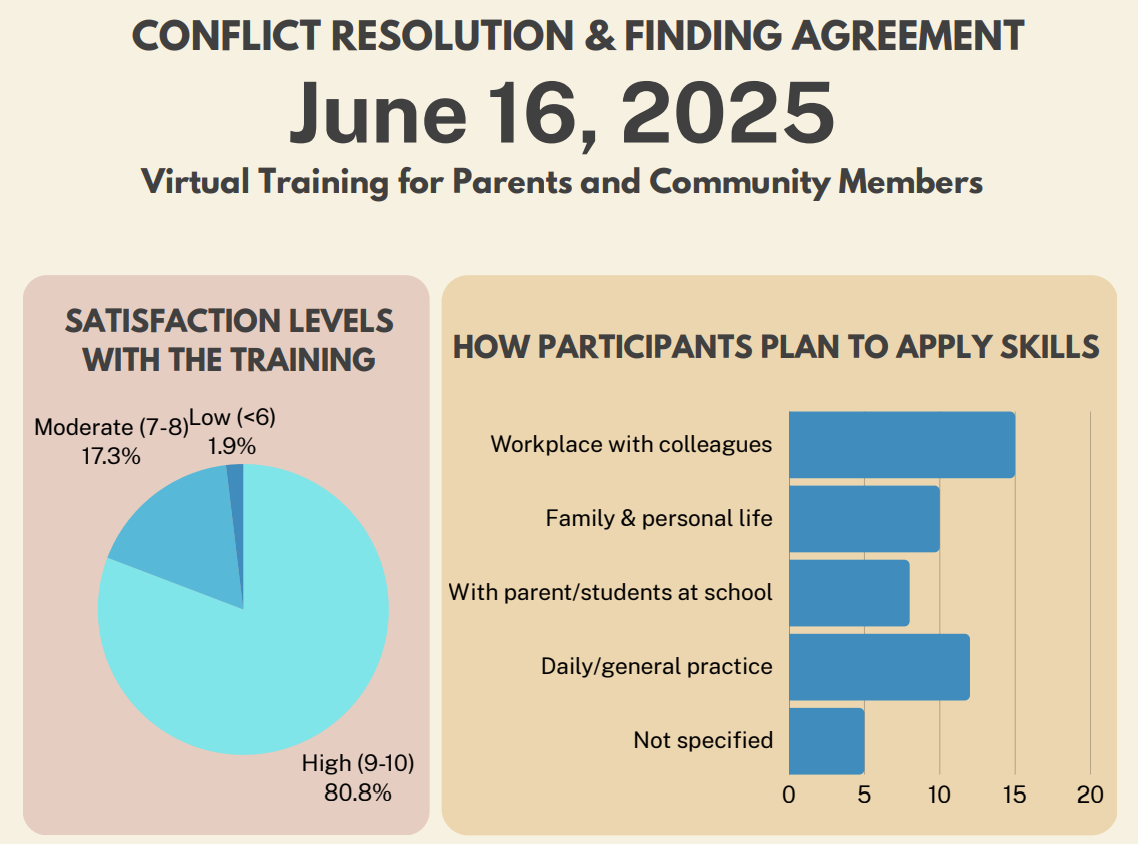 CONFLICT RESOLUTION & FINDING AGREEMENT
June 16, 2025
Virtual Training for Parents and Community Members
SATISFACTION LEVELS
WITH THE TRAINING
Moderate (7-8)
17.3%
Low (<6)
1.9%
High (9-10)
80.8%
HOW PARTICIPANTS PLAN TO APPLY SKILLS
Workplace with colleagues
Family & personal life
With parent/students at school
Daily/general practice
Not specified
0 5 10 15 20